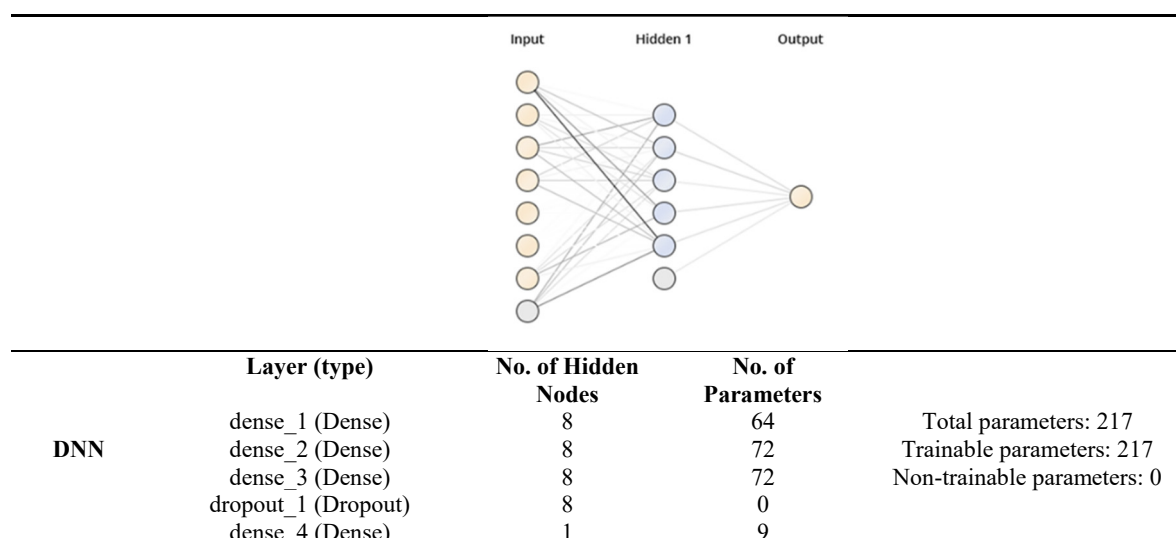 Input Hidden 1 Output
Layer (type) No. of Hidden Nodes No. of Parameters
dense_1 (Dense) 8 64 Total parameters: 217
DNN dense_2 (Dense) 8 72 Trainable parameters: 217
dense_3 (Dense) 8 72 Non-trainable parameters: 0
dropout_1 (Dropout) 8 0
dense_4 (Dense) 1 9